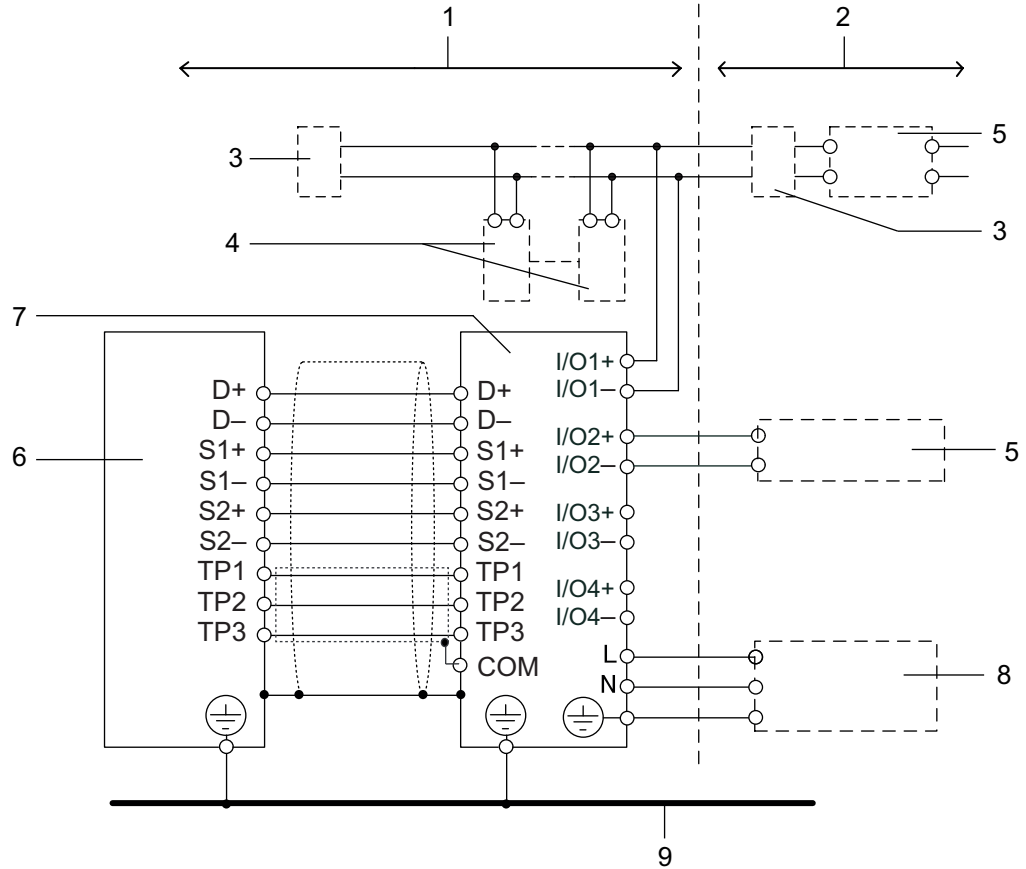 1
2
3
5
3
4
7
6
D+
D–
S1+
S1–
S2+
S2–
TP1
TP2
TP3
D+
D–
S1+
S1–
S2+
S2–
TP1
TP2
TP3
COM
I/O1+
I/O1–
I/O2+
I/O2–
I/O3+
I/O3–
I/O4+
I/O4–
L
N
5
8
9